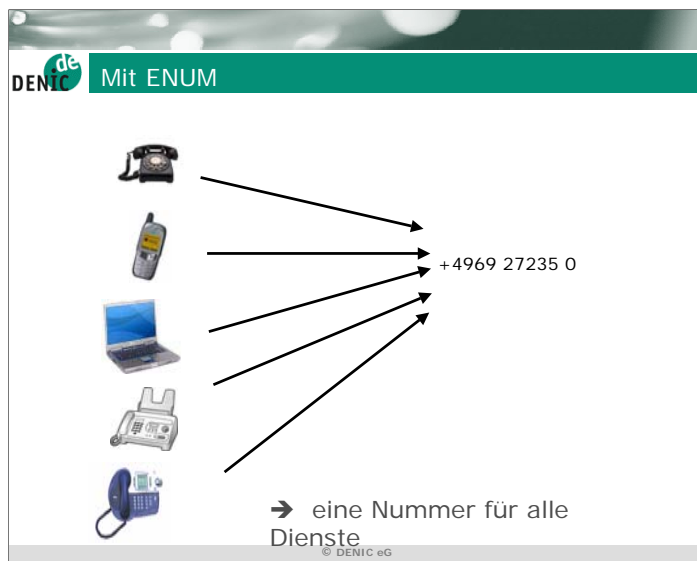 DENIC de
Mit ENUM
+4969 27235 0
➔ eine Nummer für alle
Dienste
© DENIC eG